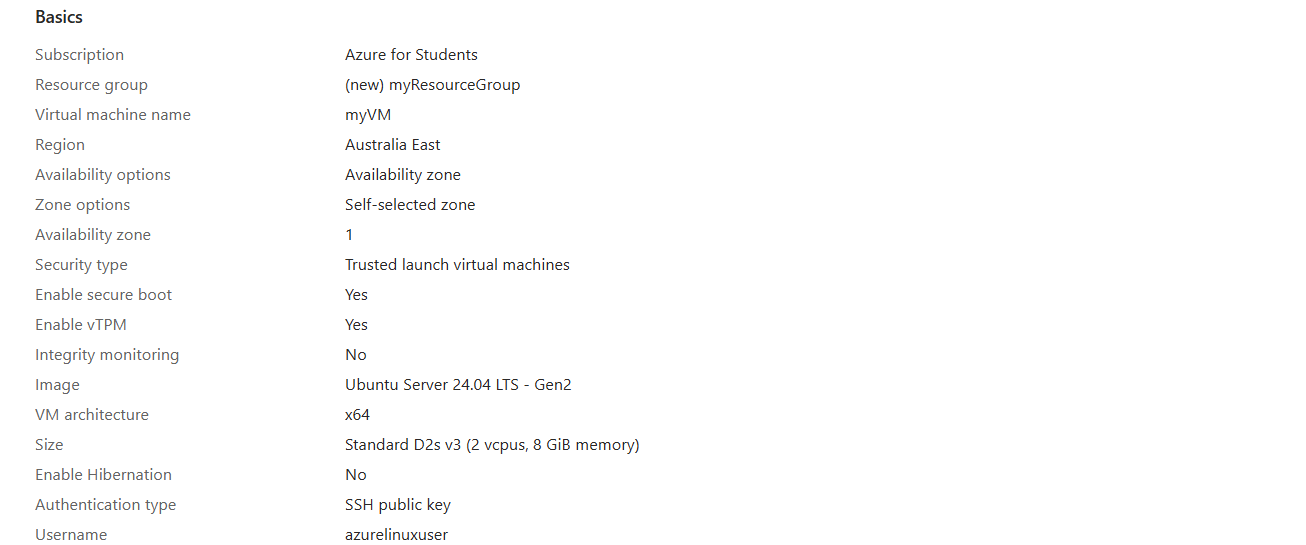 Basics
Subscription Azure for Students
Resource group (new) myResourceGroup
Virtual machine name myVM
Region Australia East
Availability options Availability zone
Zone options Self-selected zone
Availability zone 1
Security type Trusted launch virtual machines
Enable secure boot Yes
Enable vTPM Yes
Integrity monitoring No
Image Ubuntu Server 24.04 LTS - Gen2
VM architecture x64
Size Standard D2s v3 (2 vcpus, 8 GiB memory)
Enable Hibernation No
Authentication type SSH public key
Username azurelinuxuser